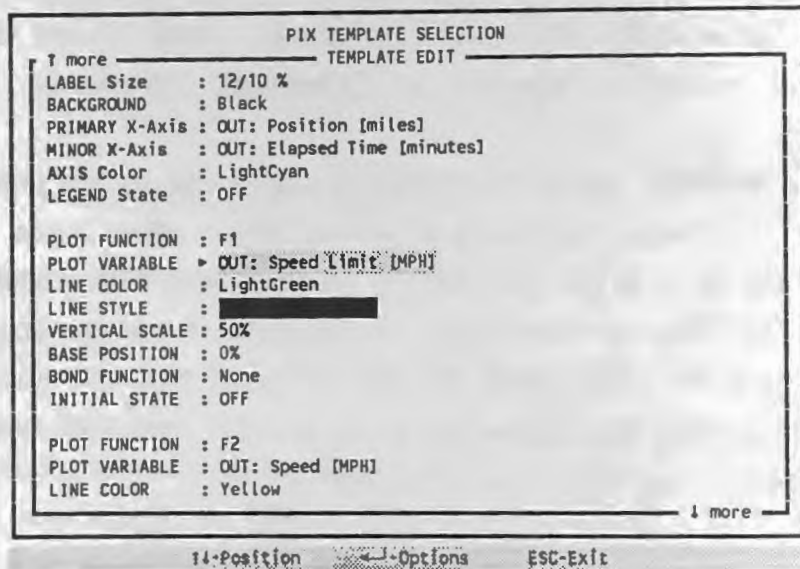 PIX TEMPLATE SELECTION
↑ more TEMPLATE EDIT
LABEL Size : 12/10 %
BACKGROUND : Black
PRIMARY X-Axis : OUT: Position [miles]
MINOR X-Axis : OUT: Elapsed Time [minutes]
AXIS Color : LightCyan
LEGEND State : OFF
PLOT FUNCTION : F1
PLOT VARIABLE ► OUT: Speed Limit [MPH]
LINE COLOR : LightGreen
LINE STYLE :
VERTICAL SCALE : 50%
BASE POSITION : 0%
BOND FUNCTION : None
INITIAL STATE : OFF
PLOT FUNCTION : F2
PLOT VARIABLE : OUT: Speed [MPH]
LINE COLOR : Yellow
↓ more
↑↓-Position ←┘-Options ESC-Exit